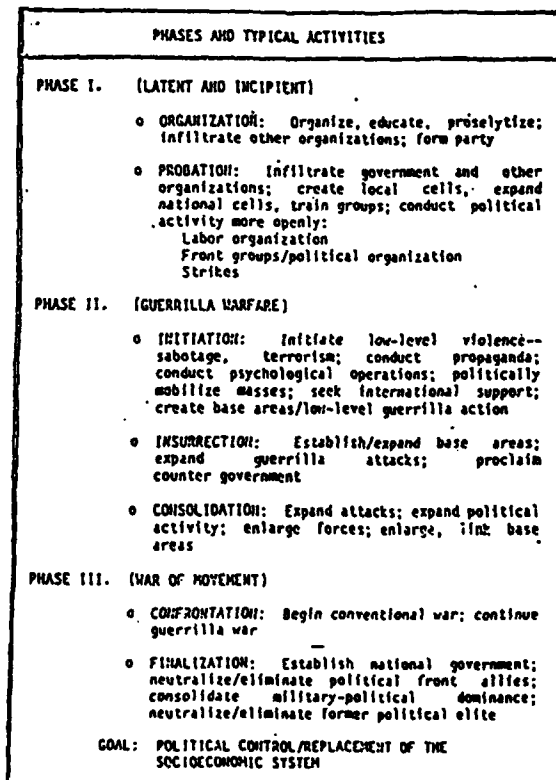 PHASES AND TYPICAL ACTIVITIES
PHASE I. (LATENT AND INCIPIENT)
o ORGANIZATION: Organize, educate, proselytize;
infiltrate other organizations; form party
o PROBATION: Infiltrate government and other
organizations; create local cells, expand
national cells, train groups; conduct political
activity more openly:
Labor organization
Front groups/political organization
Strikes
PHASE II. (GUERRILLA WARFARE)
o INITIATION: Initiate low-level violence--
sabotage, terrorism; conduct propaganda;
conduct psychological operations; politically
mobilize masses; seek international support;
create base areas/low-level guerrilla action
o INSURRECTION: Establish/expand base areas;
expand guerrilla attacks; proclaim
counter government
o CONSOLIDATION: Expand attacks; expand political
activity; enlarge forces; enlarge, link base
areas
PHASE III. (WAR OF MOVEMENT)
o CONFRONTATION: Begin conventional war; continue
guerrilla war
o FINALIZATION: Establish national government;
neutralize/eliminate political front allies;
consolidate military-political dominance;
neutralize/eliminate former political elite
GOAL: POLITICAL CONTROL/REPLACEMENT OF THE
SOCIOECONOMIC SYSTEM